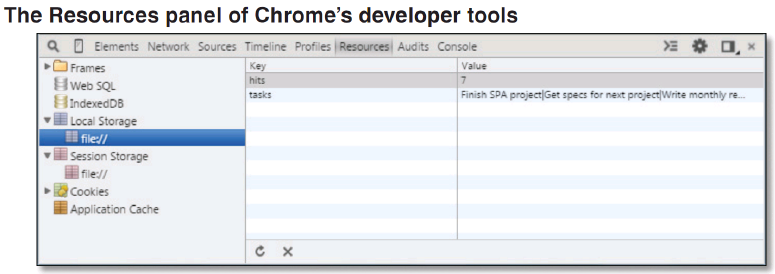 The Resources panel of Chrome's developer tools
Elements Network Sources Timeline Profiles Resources Audits Console
Frames
Web SQL
IndexedDB
Local Storage
file://
Session Storage
file://
Cookies
Application Cache
Key Value
hits 7
tasks Finish SPA project|Get specs for next project|Write monthly re...